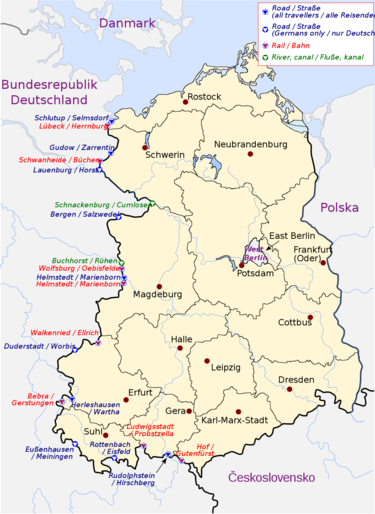 Danmark
Road / Straße
(all travellers / alle Reisenden
Road / Straße
(Germans only / nur Deutsch
Rail / Bahn
River, canal / Fluße, kanal
Bundesrepublik
Deutschland
Rostock
Schlutup / Selmsdorf
Lübeck / Herrnburg
Gudow / Zarrentin
Schwerin
Neubrandenburg
Schwanheide / Büchen
Lauenburg / Horst
Schnackenburg / Cumlosen
Bergen / Salzwedel
Polska
East Berlin
West
Berlin
Frankfurt
(Oder)
Potsdam
Buchhorst / Rühen
Wolfsburg / Oebisfelde
Helmstedt / Marienborn
Helmstedt / Marienborn
Magdeburg
Cottbus
Walkenried / Ellrich
Duderstadt / Worbis
Halle
Leipzig
Dresden
Bebra /
Gerstungen
Herleshausen
/ Wartha
Erfurt
Gera
Karl-Marx-Stadt
Suhl
Ludwigsstadt
/ Probstzella
Eußenhausen
/ Meiningen
Rottenbach
/ Eisfeld
Hof /
Gutenfürst
Rudolphstein
/ Hirschberg
Československo